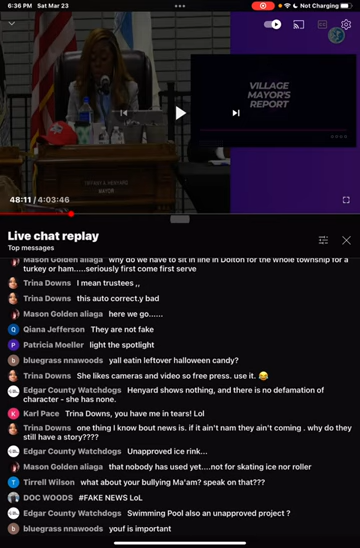 6:36 PM Sat Mar 23
Not Charging
VILLAGE
MAYOR'S
REPORT
MAYOR
48:11 / 4:03:46
Live chat replay
Top messages
Mason Golden aliaga why do we have to sit in line in Dolton for the whole township for a
turkey or ham.....seriously first come first serve
Trina Downs I mean trustees ,,
Trina Downs this auto correct.y bad
Mason Golden aliaga here we go......
Qiana Jefferson They are not fake
Patricia Moeller light the spotlight
bluegrass nnawoods yall eatin leftover halloween candy?
Trina Downs She likes cameras and video so free press. use it. 😂
Edgar County Watchdogs Henyard shows nothing, and there is no defamation of
character - she has none.
Karl Pace Trina Downs, you have me in tears! Lol
Trina Downs one thing I know bout news is. if it ain't nam they ain't coming . why do they
still have a story????
Edgar County Watchdogs Unapproved ice rink...
Mason Golden aliaga that nobody has used yet....not for skating ice nor roller
Tirrell Wilson what about your bullying Ma'am? speak on that???
DOC WOODS #FAKE NEWS LoL
Edgar County Watchdogs Swimming Pool also an unapproved project ?
bluegrass nnawoods youf is important